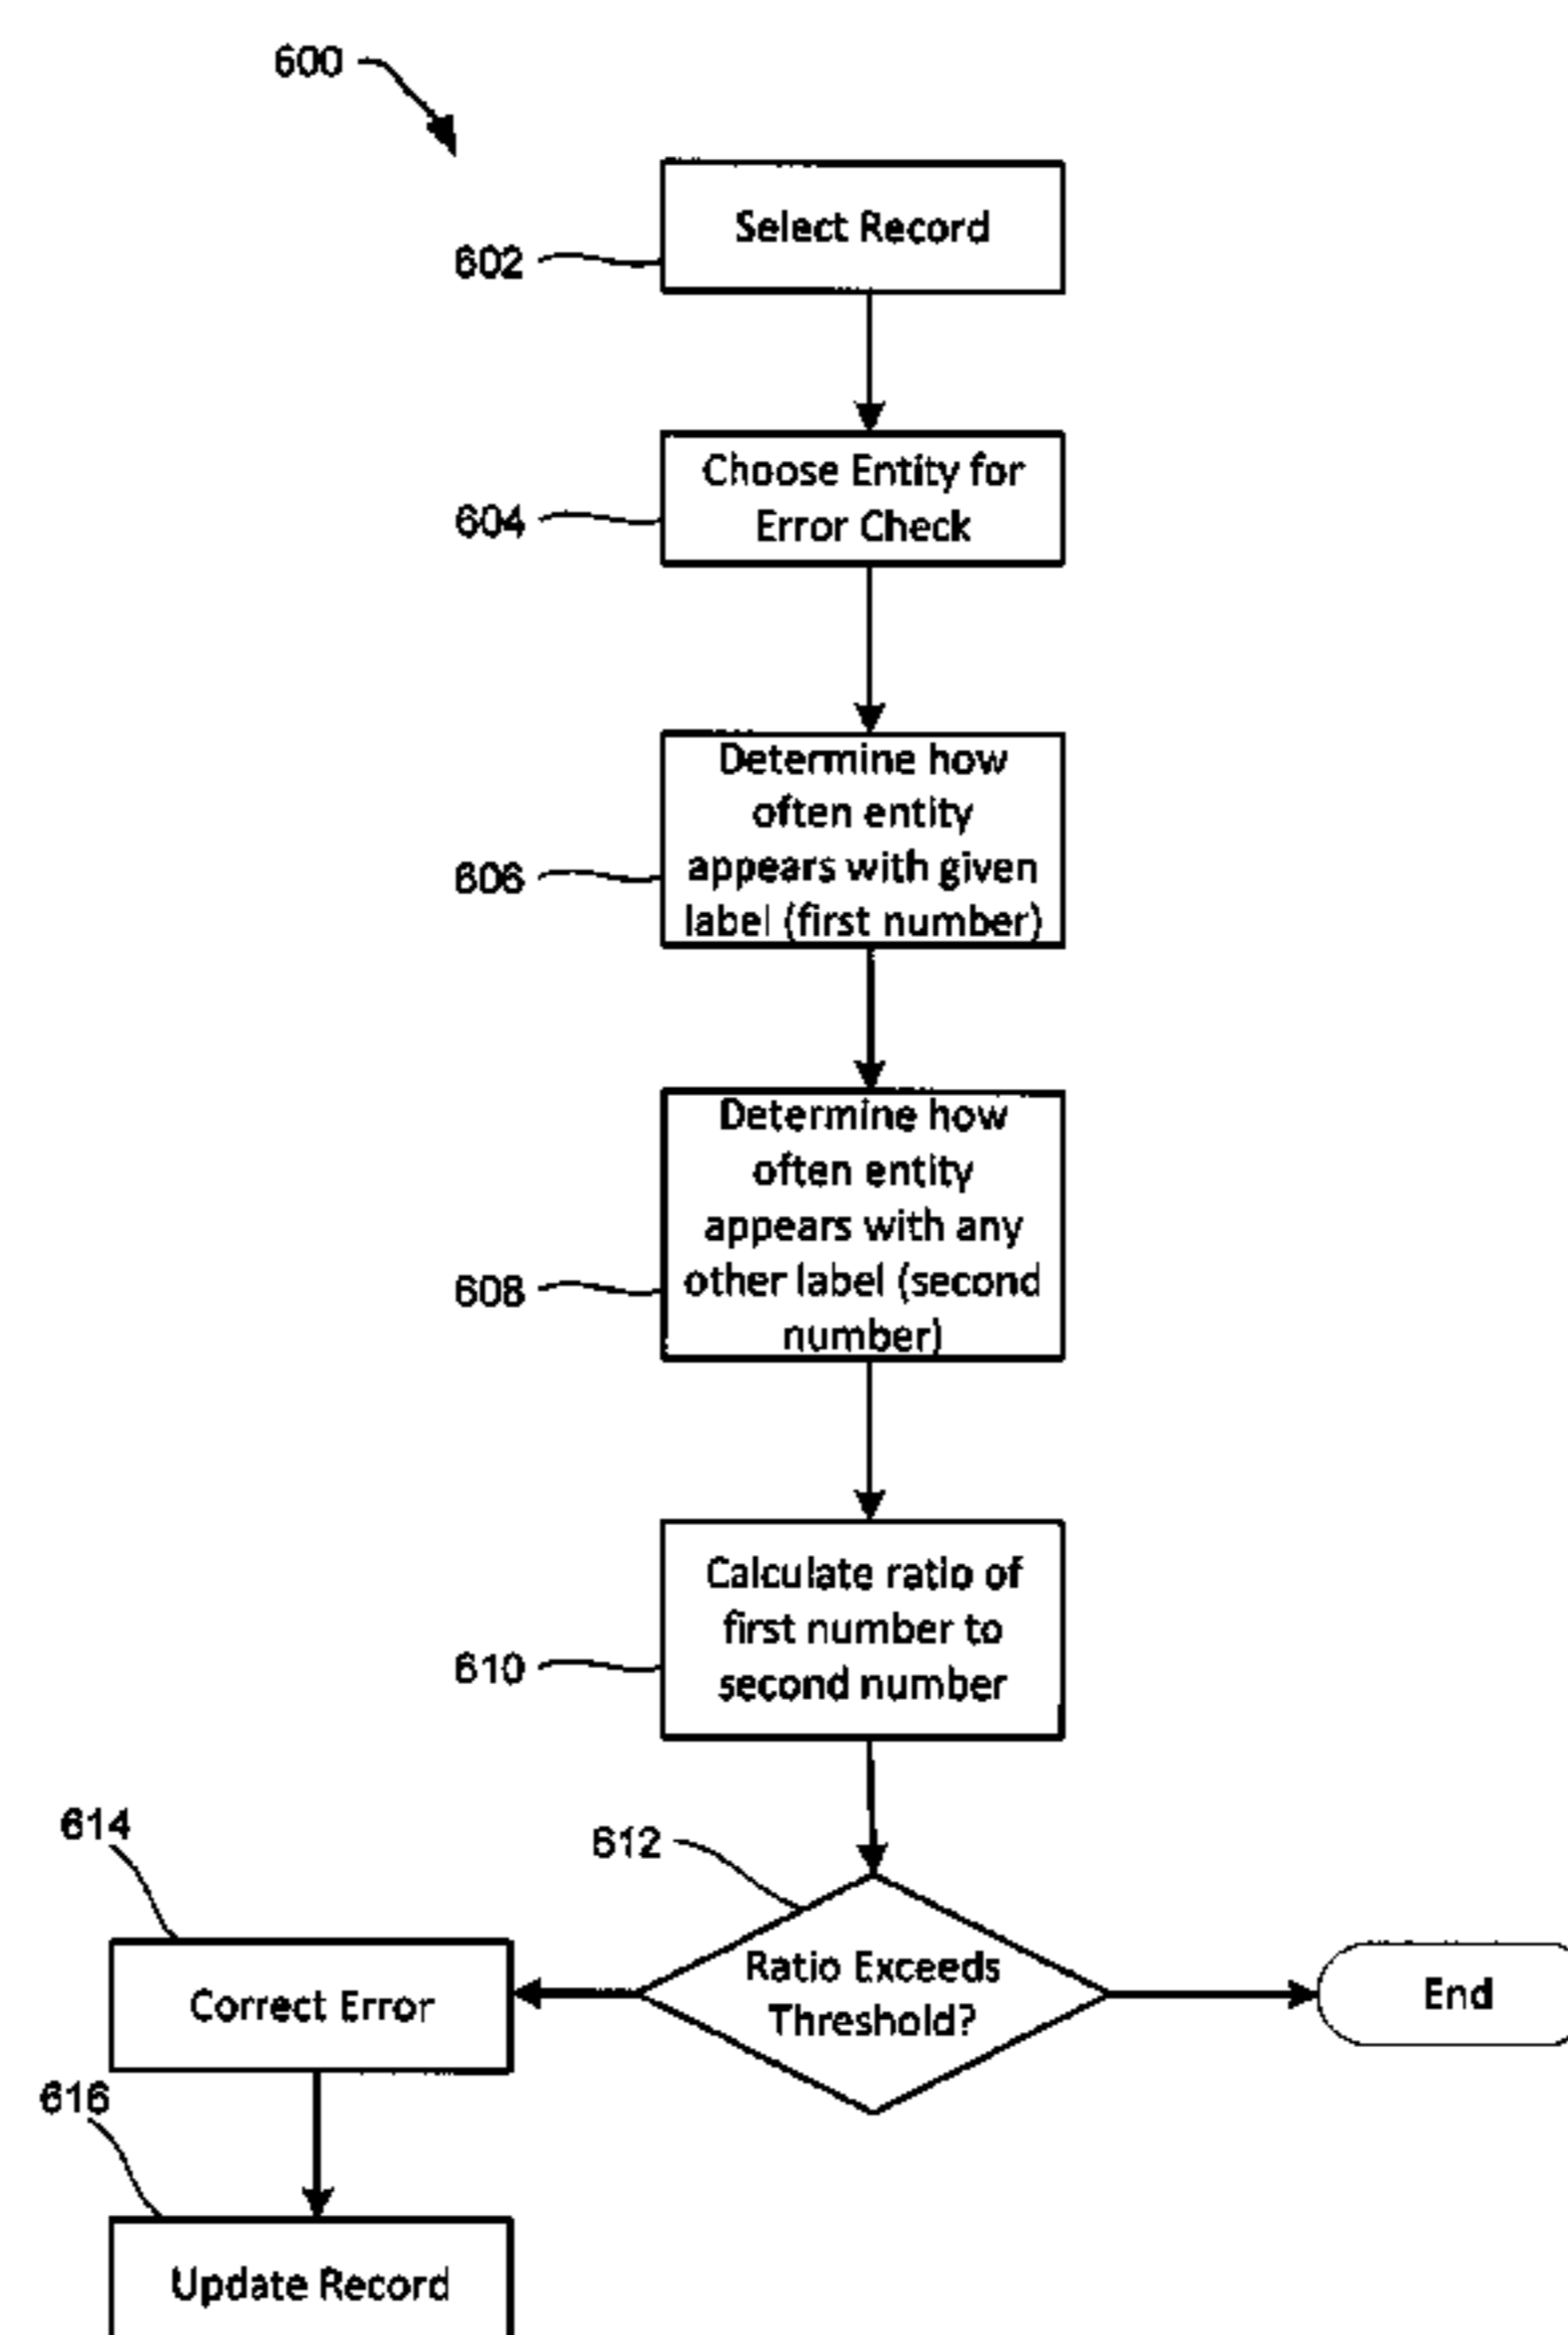 600
Select Record
602
Choose Entity for
Error Check
604
Determine how
often entity
appears with given
label (first number)
606
Determine how
often entity
appears with any
other label (second
number)
608
Calculate ratio of
first number to
second number
610
614
612
Ratio Exceeds
Threshold?
Correct Error
End
616
Update Record